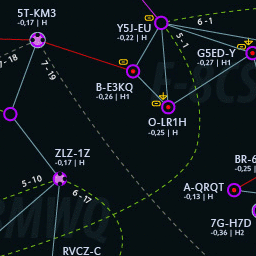 5T-KM3
-0,17 | H
Y5J-EU
-0,22 | H
6-1
5-1
G5ED-Y
-0,27 | H1
7-18
7-19
B-E3KQ
-0,26 | H1
E-8CS
O-LR1H
-0,25 | H
ZLZ-1Z
-0,17 | H
BR-6
-0,25 | H
5-10
6-17
A-QRQT
-0,13 | H
7G-H7D
-0,36 | H2
RVCZ-C